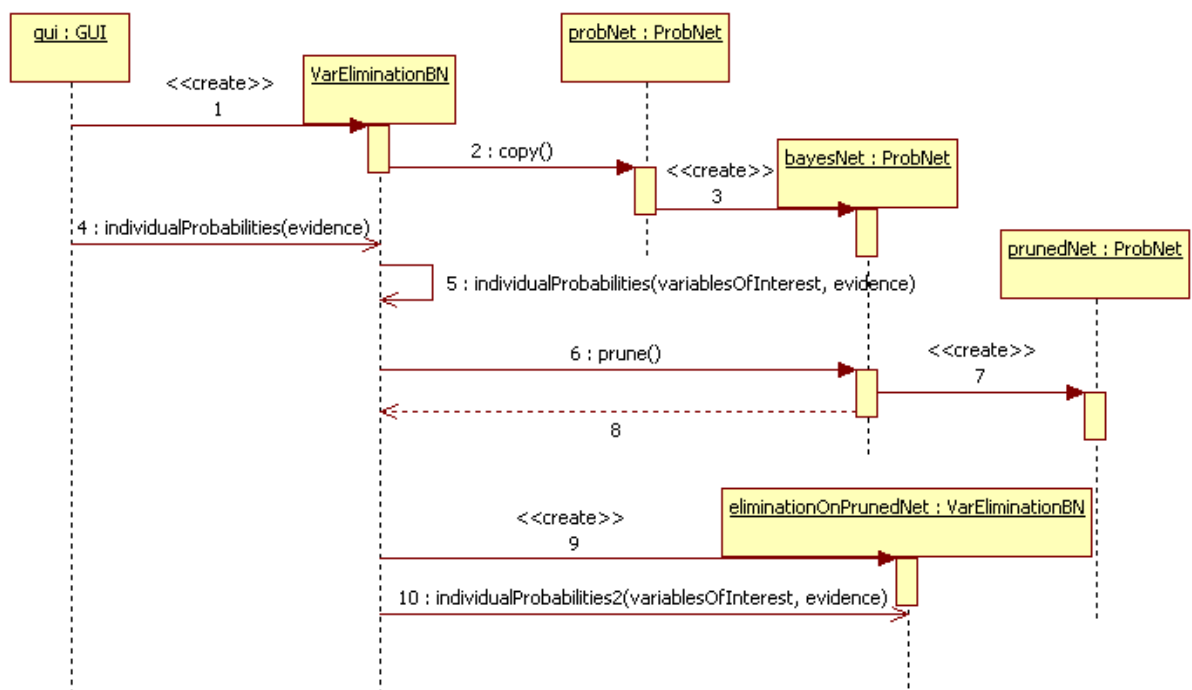 gui : GUI
probNet : ProbNet
VarEliminationBN
<<create>>
1
2 : copy()
bayesNet : ProbNet
<<create>>
3
4 : individualProbabilities(evidence)
prunedNet : ProbNet
5 : individualProbabilities(variablesOfInterest, evidence)
6 : prune()
<<create>>
7
8
eliminationOnPrunedNet : VarEliminationBN
<<create>>
9
10 : individualProbabilities2(variablesOfInterest, evidence)